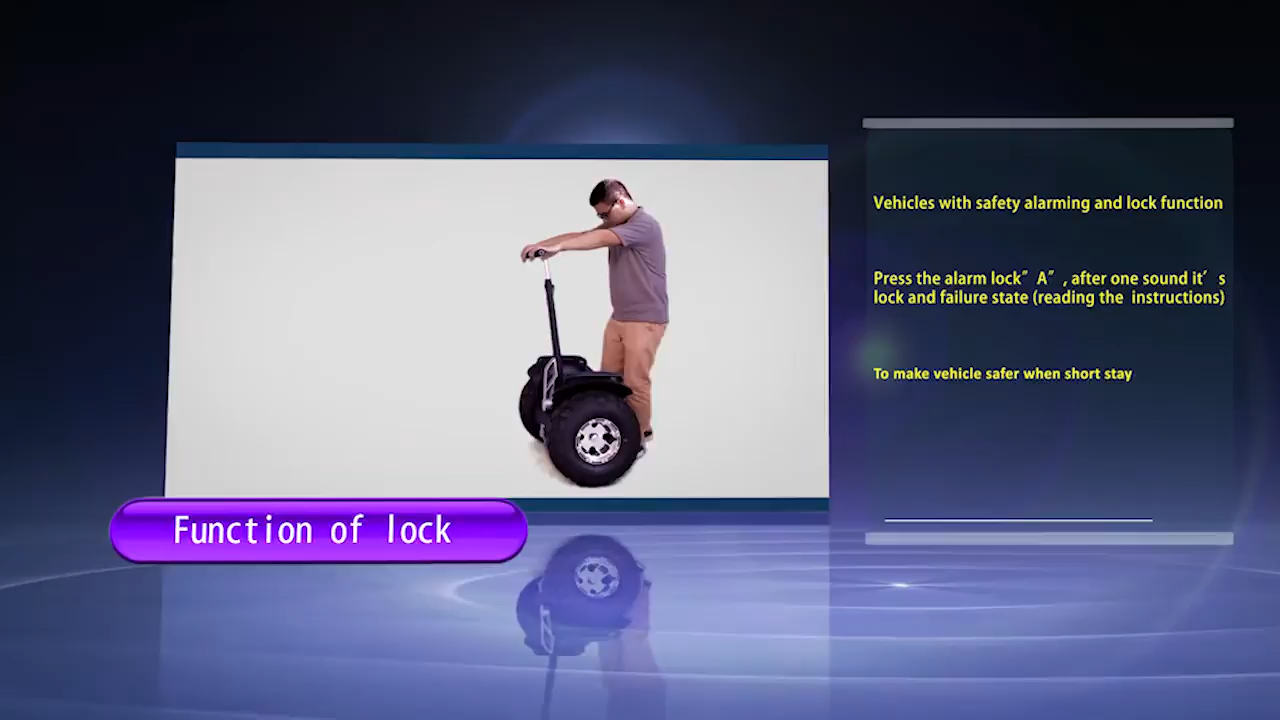 Vehicles with safety alarming and lock function
Press the alarm lock” A” , after one sound it’ s
lock and failure state (reading the instructions)
To make vehicle safer when short stay
Function of lock